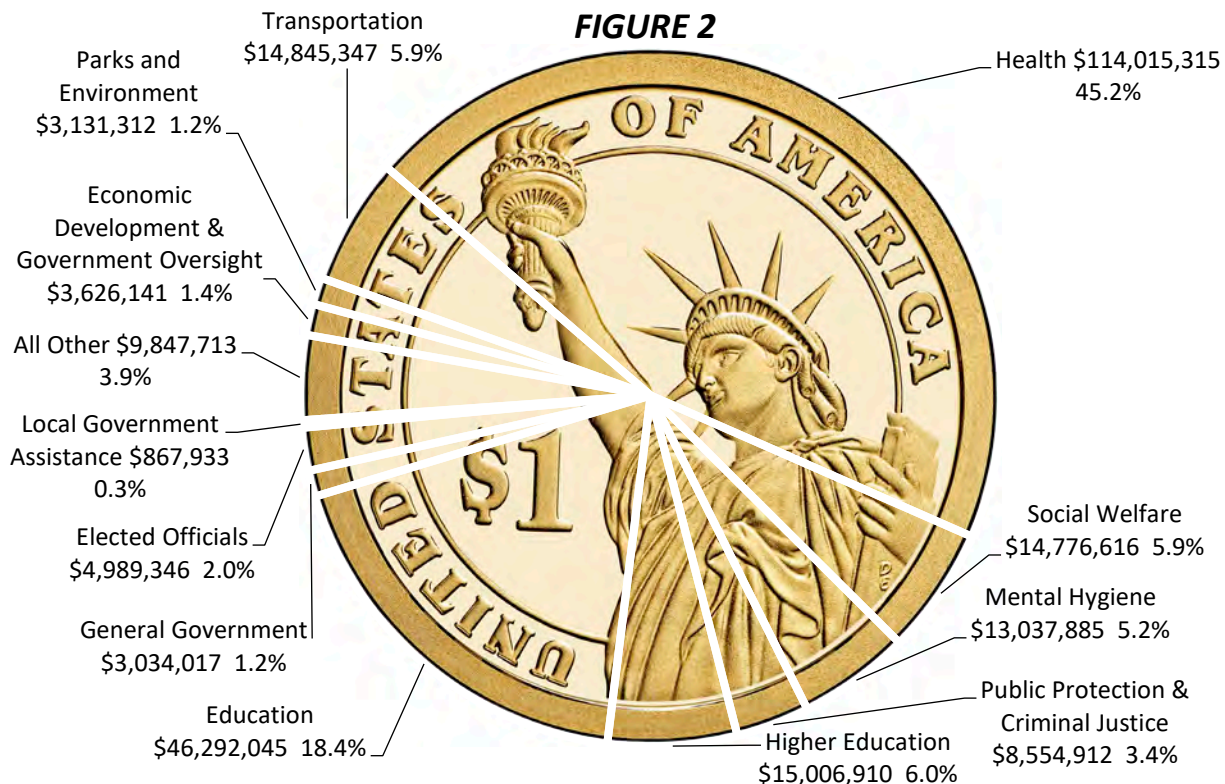 FIGURE 2
Transportation
$14,845,347 5.9%
Parks and
Environment
$3,131,312 1.2%
Economic
Development &
Government Oversight
$3,626,141 1.4%
All Other $9,847,713
3.9%
Local Government
Assistance $867,933
0.3%
Elected Officials
$4,989,346 2.0%
General Government
$3,034,017 1.2%
Education
$46,292,045 18.4%
Health $114,015,315
45.2%
Social Welfare
$14,776,616 5.9%
Mental Hygiene
$13,037,885 5.2%
Public Protection &
Criminal Justice
$8,554,912 3.4%
Higher Education
$15,006,910 6.0%
UNITED STATES OF AMERICA
$1